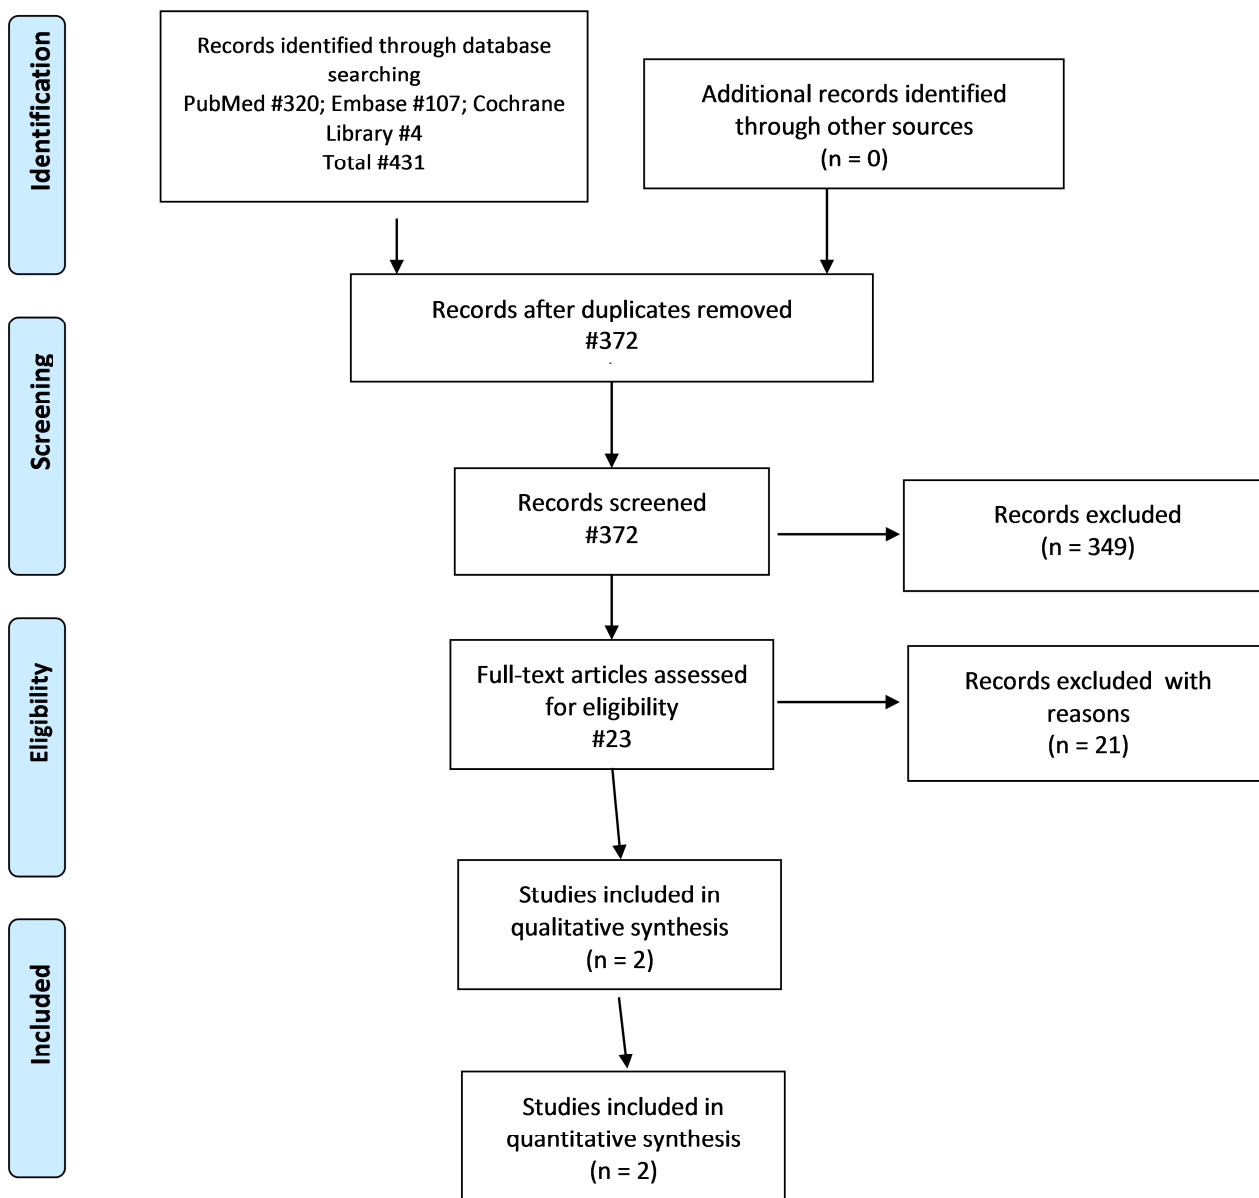 Identification
Records identified through database
searching
PubMed #320; Embase #107; Cochrane
Library #4
Total #431
Additional records identified
through other sources
(n = 0)
Records after duplicates removed
#372
Screening
Records screened
#372
Records excluded
(n = 349)
Eligibility
Full-text articles assessed
for eligibility
#23
Records excluded  with
reasons
(n = 21)
Studies included in
qualitative synthesis
(n = 2)
Included
Studies included in
quantitative synthesis
(n = 2)